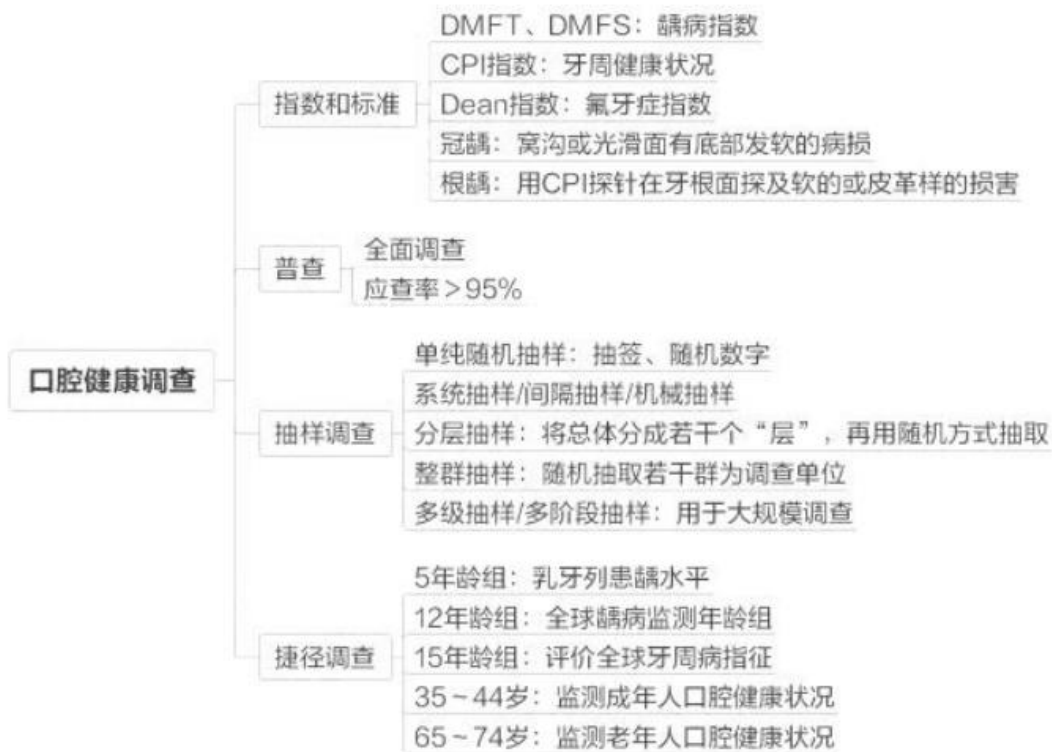 口腔健康调查
指数和标准
DMFT、DMFS：龋病指数
CPI指数：牙周健康状况
Dean指数：氟牙症指数
冠龋：窝沟或光滑面有底部发软的病损
根龋：用CPI探针在牙根面探及软的或皮革样的损害
普查
全面调查
应查率＞95%
抽样调查
单纯随机抽样：抽签、随机数字
系统抽样/间隔抽样/机械抽样
分层抽样：将总体分成若干个“层”，再用随机方式抽取
整群抽样：随机抽取若干群为调查单位
多级抽样/多阶段抽样：用于大规模调查
捷径调查
5年龄组：乳牙列患龋水平
12年龄组：全球龋病监测年龄组
15年龄组：评价全球牙周病指征
35～44岁：监测成年人口腔健康状况
65～74岁：监测老年人口腔健康状况